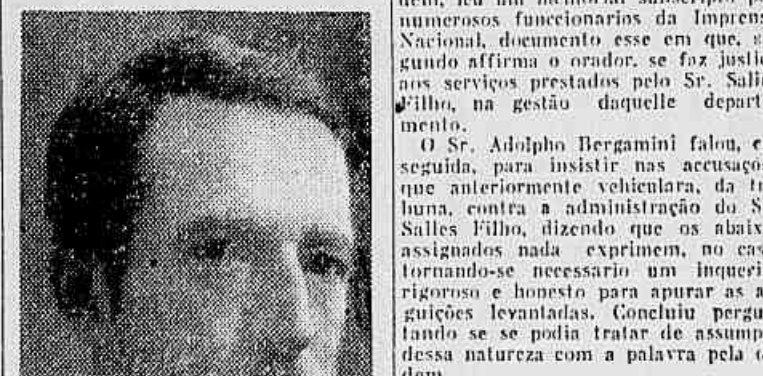 numerosos funccionarios da Imprens
Nacional, documento esse em que, s
gundo affirma o orador, se faz justiç
aos serviços prestados pelo Sr. Salle
Filho, na gestão daquelle depart
mento.
O Sr. Adolpho Bergamini falou, e
seguida, para insistir nas accusaçõ
que anteriormente vehiculara, da tr
buna, contra a administração do S
Salles Filho, dizendo que os abaix
assignados nada exprimem, no cas
tornando-se necessario um inqueri
rigoroso e honesto para apurar as a
guições levantadas. Concluiu pergu
tando se se podia tratar de assump
dessa natureza com a palavra pela o
dem.